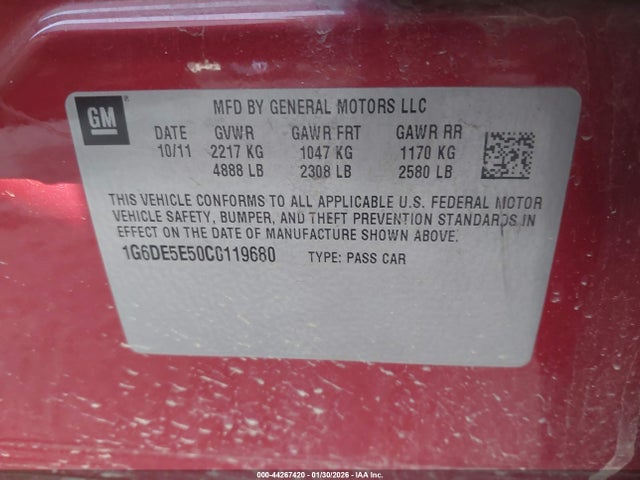 GM
MFD BY GENERAL MOTORS LLC
DATE GVWR GAWR FRT GAWR RR
10/11 2217 KG 1047 KG 1170 KG
4888 LB 2308 LB 2580 LB
THIS VEHICLE CONFORMS TO ALL APPLICABLE U.S. FEDERAL MOTOR
VEHICLE SAFETY, BUMPER, AND THEFT PREVENTION STANDARDS IN
EFFECT ON THE DATE OF MANUFACTURE SHOWN ABOVE.
1G6DE5E50C0119680 TYPE: PASS CAR
000-44267420 - 01/30/2026 - IAA Inc.